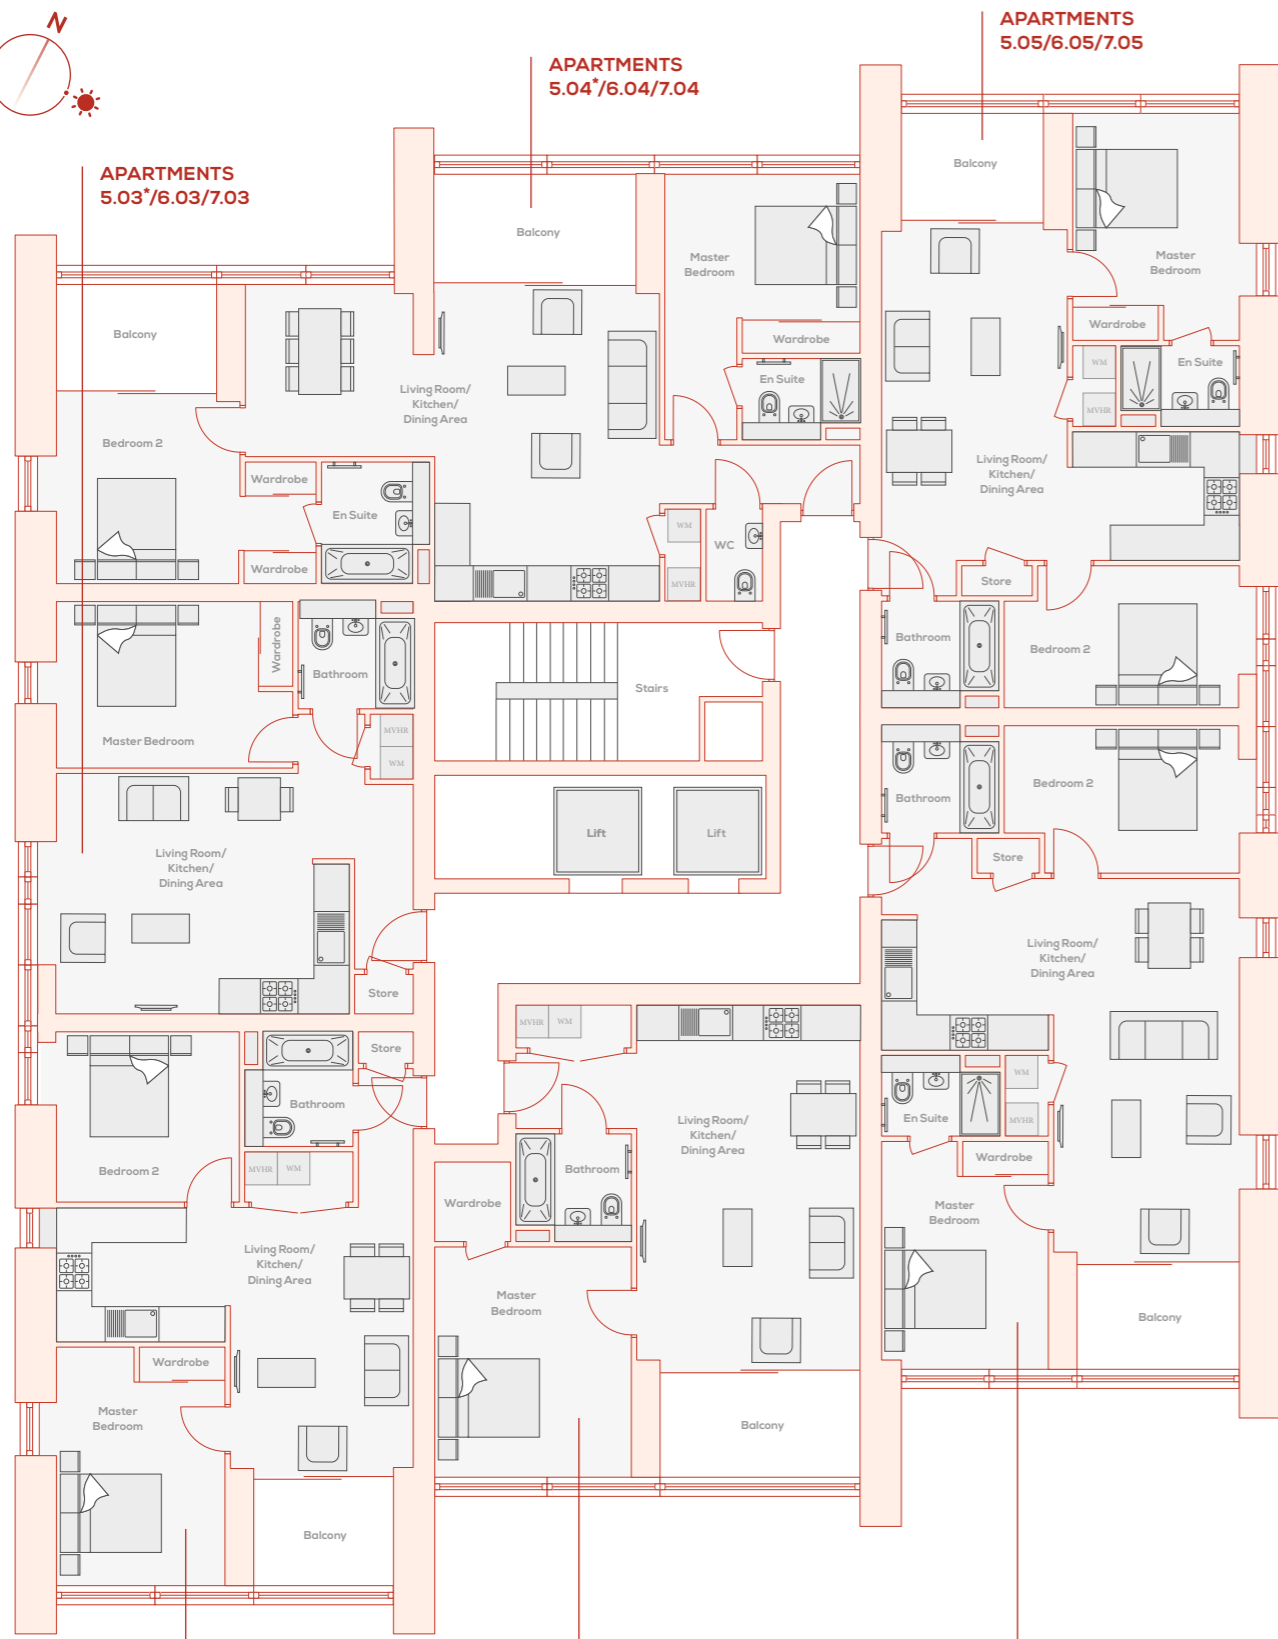 N
APARTMENTS
5.05/6.05/7.05
APARTMENTS
5.04*/6.04/7.04
APARTMENTS
5.03*/6.03/7.03
Balcony
Master
Bedroom
Wardrobe
WM
MVHR
En Suite
Living Room/
Kitchen/
Dining Area
Store
Bathroom
Bedroom 2
Balcony
Master
Bedroom
Wardrobe
En Suite
Living Room/
Kitchen/
Dining Area
WM
MVHR
WC
Balcony
Bedroom 2
Wardrobe
En Suite
Wardrobe
Wardrobe
Bathroom
Master Bedroom
MVHR
WM
Living Room/
Kitchen/
Dining Area
Store
Stairs
Lift
Lift
Bathroom
Bedroom 2
Store
Living Room/
Kitchen/
Dining Area
WM
MVHR
En Suite
Wardrobe
Master
Bedroom
Balcony
MVHR
WM
Living Room/
Kitchen/
Dining Area
Bathroom
Wardrobe
Master
Bedroom
Balcony
Store
Bathroom
Bedroom 2
MVHR
WM
Living Room/
Kitchen/
Dining Area
Wardrobe
Master
Bedroom
Balcony